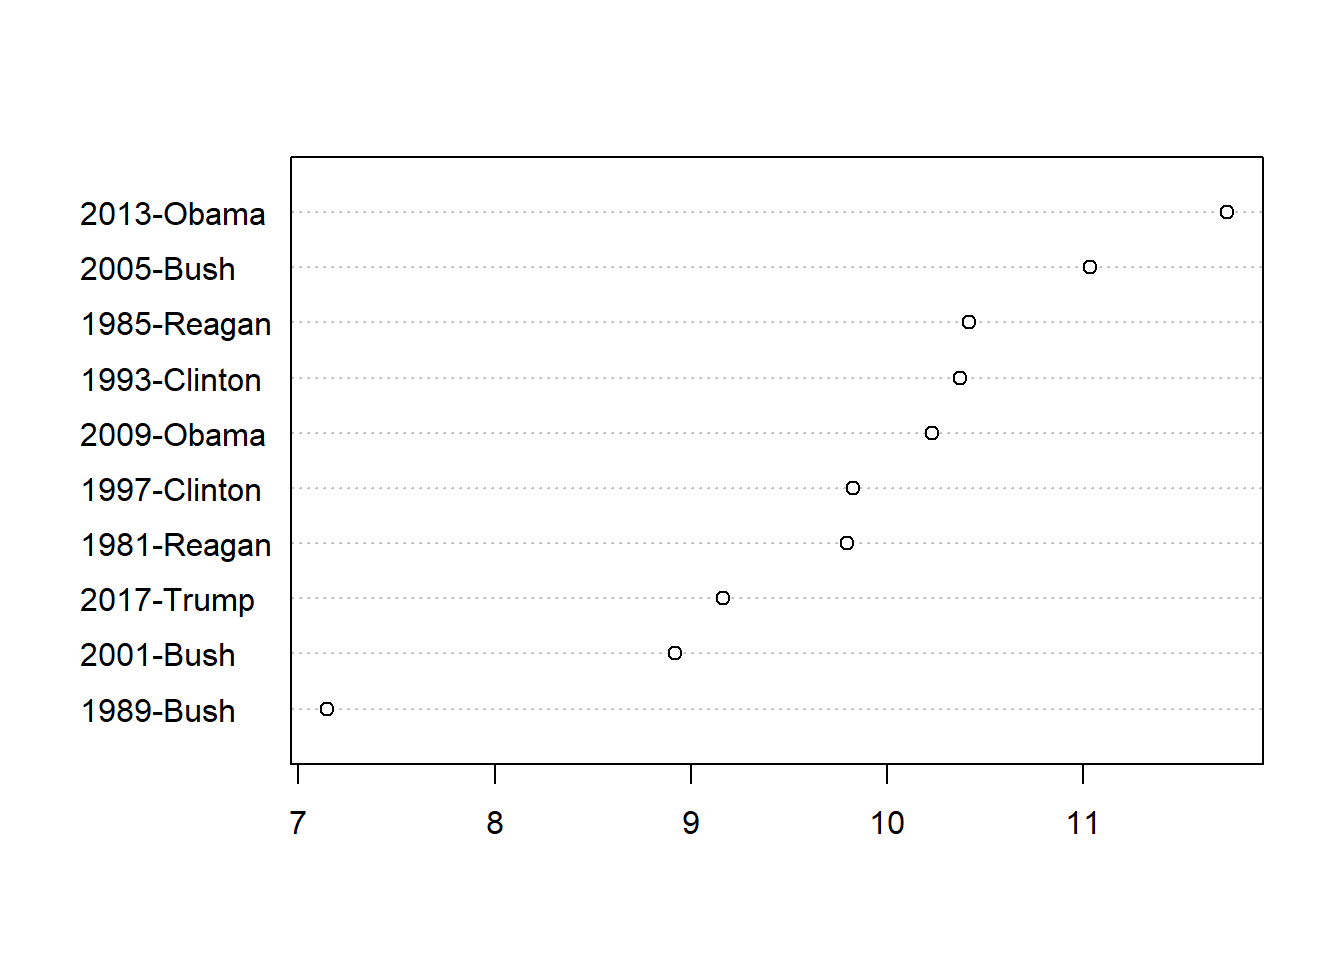 2013-Obama
2005-Bush
1985-Reagan
1993-Clinton
2009-Obama
1997-Clinton
1981-Reagan
2017-Trump
2001-Bush
1989-Bush
7 8 9 10 11